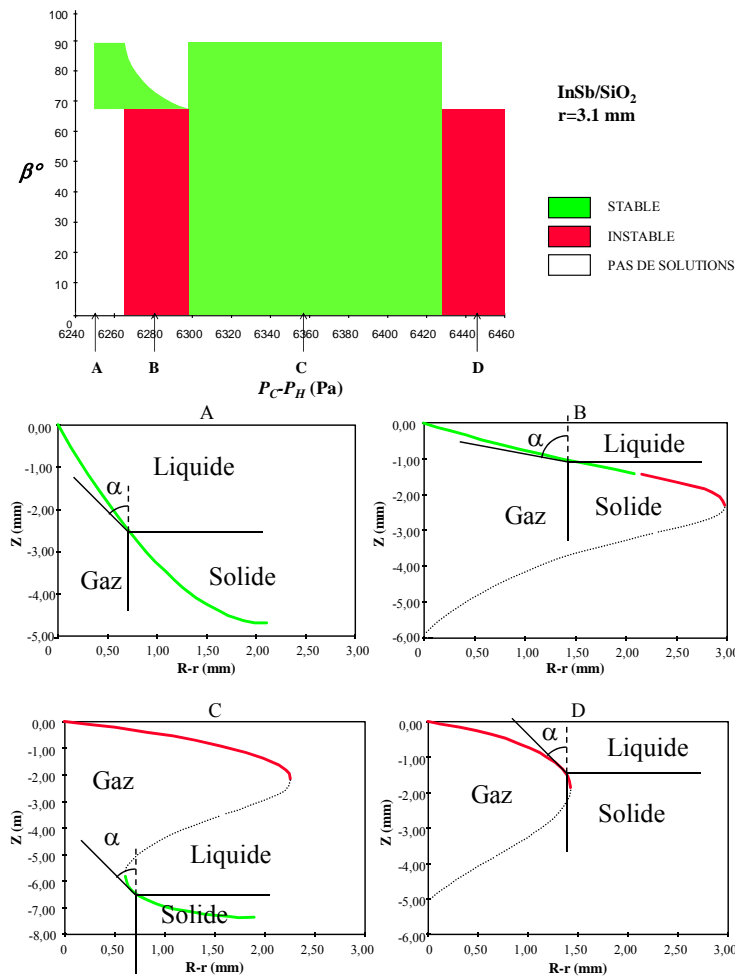 100
90
80
70
60
50
40
30
20
10
0
β°
6240 6260 6280 6300 6320 6340 6360 6380 6400 6420 6440 6460
A B C D
P_C-P_H (Pa)
InSb/SiO₂
r=3.1 mm
STABLE
INSTABLE
PAS DE SOLUTIONS
A
0,00
-1,00
-2,00
-3,00
-4,00
-5,00
Z (mm)
Liquide
α
Gaz
Solide
0,00 0,50 1,00 1,50 2,00 2,50 3,00
R-r (mm)
B
0,00
-1,00
-2,00
-3,00
-4,00
-5,00
-6,00
Z (mm)
α
Liquide
Gaz
Solide
0,00 0,50 1,00 1,50 2,00 2,50 3,00
R-r (mm)
C
0,00
-1,00
-2,00
-3,00
-4,00
-5,00
-6,00
-7,00
-8,00
Z (m)
Gaz
α
Liquide
Solide
0,00 0,50 1,00 1,50 2,00 2,50 3,00
R-r (mm)
D
0,00
-1,00
-2,00
-3,00
-4,00
-5,00
-6,00
Z (mm)
α
Liquide
Gaz
Solide
0,00 0,50 1,00 1,50 2,00 2,50 3,00
R-r (mm)